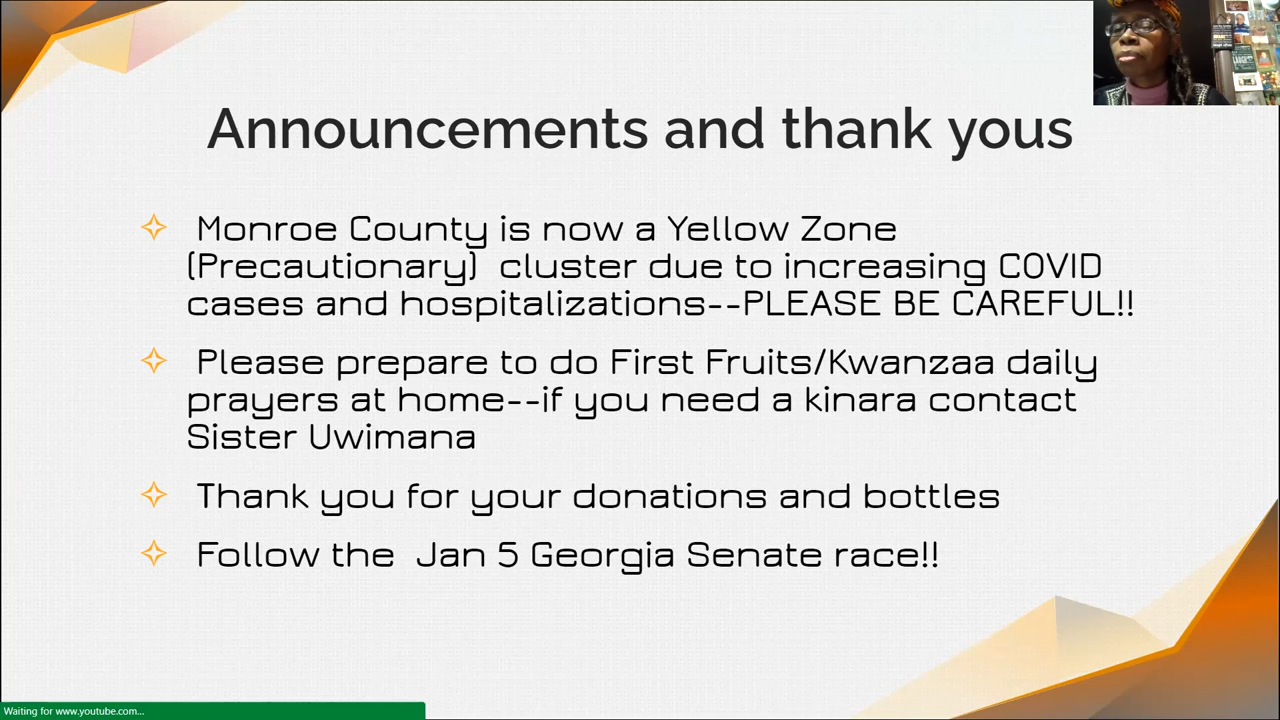 Announcements and thank yous
Monroe County is now a Yellow Zone
(Precautionary) cluster due to increasing COVID
cases and hospitalizations--PLEASE BE CAREFUL!!
Please prepare to do First Fruits/Kwanzaa daily
prayers at home--if you need a kinara contact
Sister Uwimana
Thank you for your donations and bottles
Follow the Jan 5 Georgia Senate race!!
Waiting for www.youtube.com...